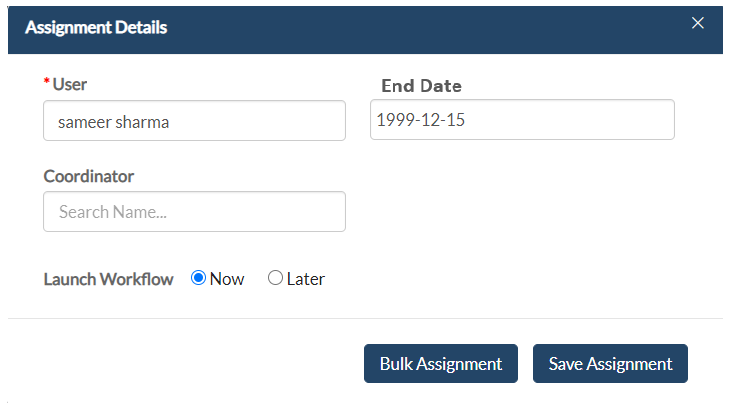 Assignment Details
* User
End Date
sameer sharma
1999-12-15
Coordinator
Search Name...
Launch Workflow Now Later
Bulk Assignment Save Assignment